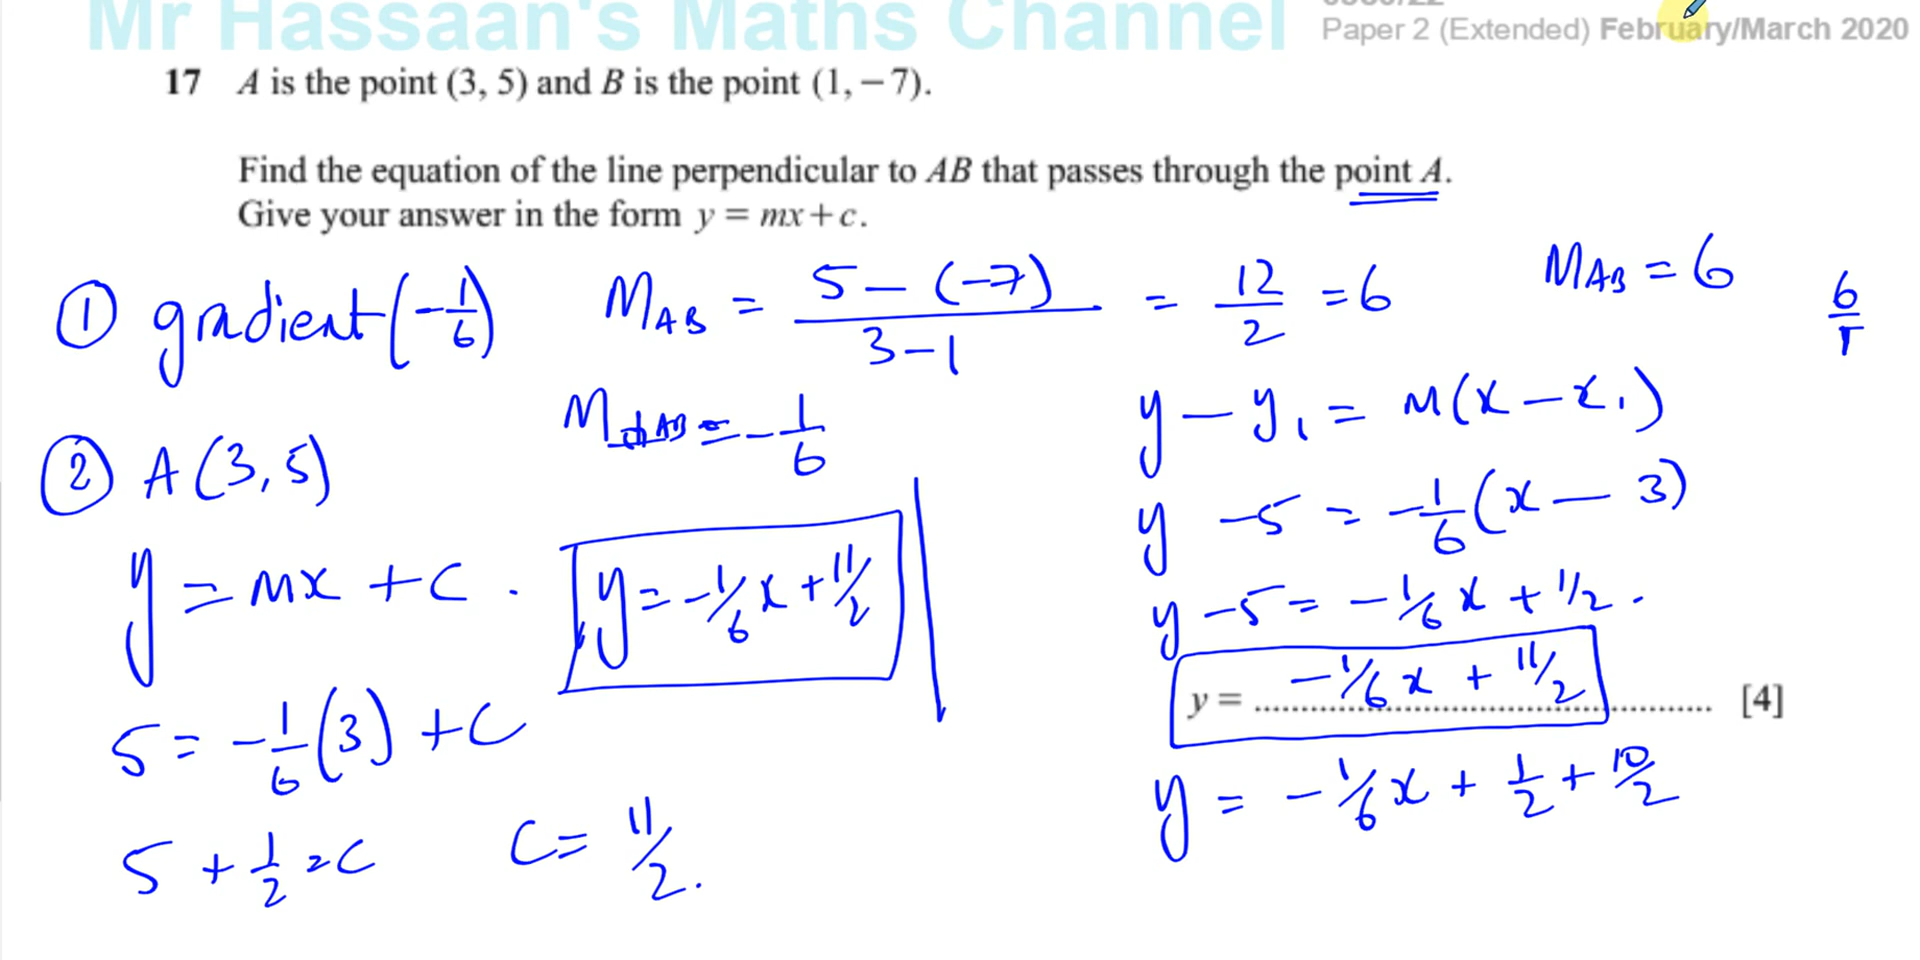 Mr Hassaan's Maths Channel
Paper 2 (Extended) February/March 2020
17 A is the point (3, 5) and B is the point (1, −7).
Find the equation of the line perpendicular to AB that passes through the point A.
Give your answer in the form y = mx + c.
① gradient (-1/6)
M_AB = (5 - (-7))/(3 - 1) = 12/2 = 6
M_AB = 6
6/1
M_⊥AB = -1/6
② A (3, 5)
y = mx + c .
5 = -1/6 (3) + c
5 + 1/2 = c
c = 11/2 .
y = -1/6 x + 11/2
y - y₁ = m(x - x₁)
y - 5 = -1/6 (x - 3)
y - 5 = -1/6 x + 1/2 .
y = -1/6 x + 11/2 [4]
y = -1/6 x + 1/2 + 10/2